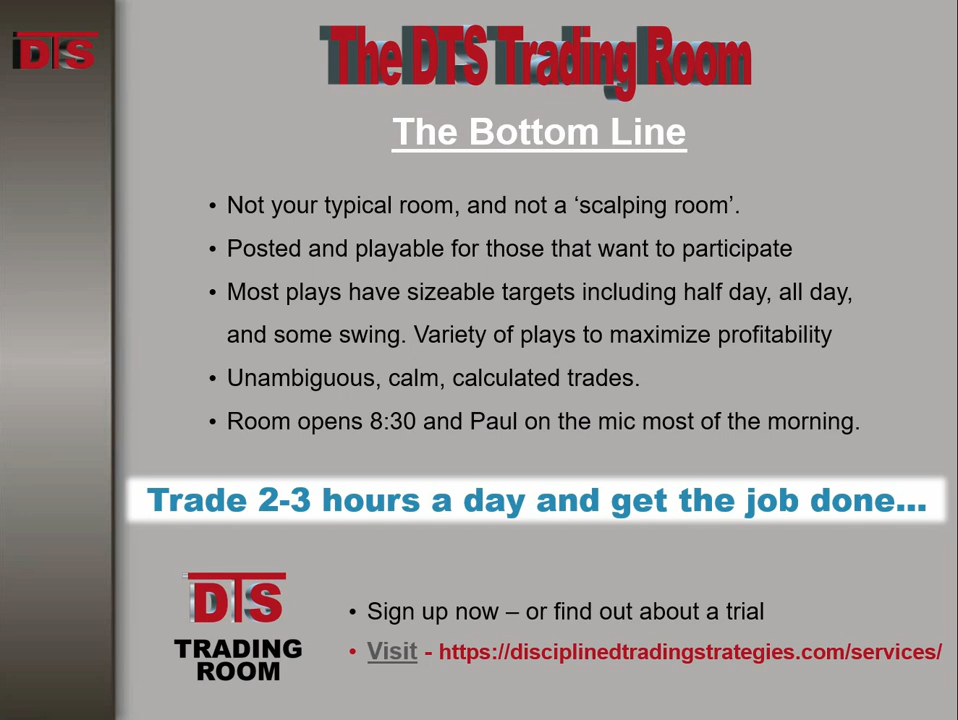 DTS
The DTS Trading Room
The Bottom Line
• Not your typical room, and not a ‘scalping room’.
• Posted and playable for those that want to participate
• Most plays have sizeable targets including half day, all day,
and some swing. Variety of plays to maximize profitability
• Unambiguous, calm, calculated trades.
• Room opens 8:30 and Paul on the mic most of the morning.
Trade 2-3 hours a day and get the job done...
DTS
TRADING
ROOM
• Sign up now – or find out about a trial
• Visit - https://disciplinedtradingstrategies.com/services/